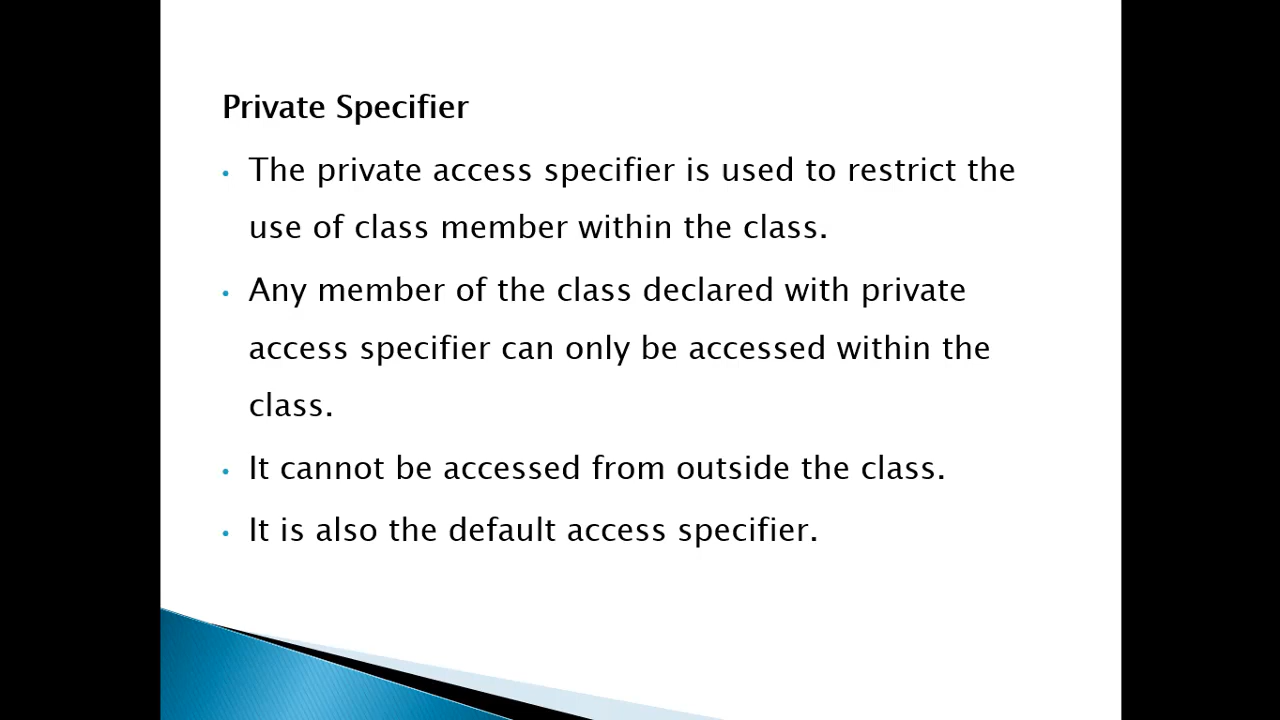 Private Specifier
• The private access specifier is used to restrict the
use of class member within the class.
• Any member of the class declared with private
access specifier can only be accessed within the
class.
• It cannot be accessed from outside the class.
• It is also the default access specifier.